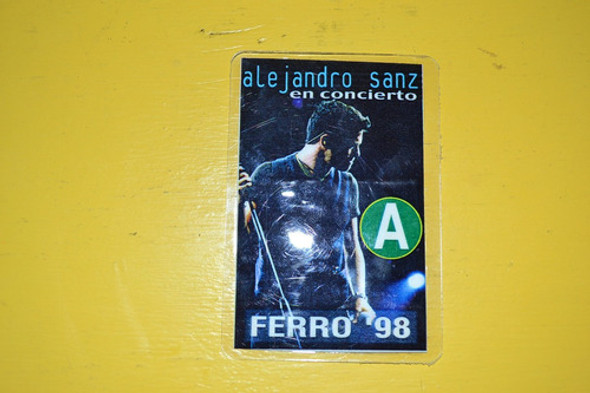 alejandro sanz
en concierto
A
FERRO '98